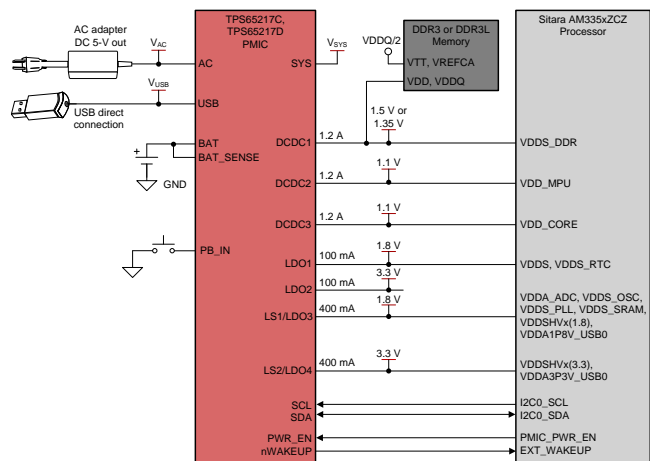 AC adapter
DC 5-V out
VAC
TPS65217C,
TPS65217D
PMIC
AC
SYS
VSYS
VDDQ/2
DDR3 or DDR3L
Memory
VTT, VREFCA
VDD, VDDQ
Sitara AM335xZCZ
Processor
VUSB
USB
USB direct
connection
1.5 V or
1.35 V
BAT
DCDC1
1.2 A
VDDS_DDR
BAT_SENSE
+
GND
1.1 V
DCDC2
1.2 A
VDD_MPU
1.1 V
DCDC3
1.2 A
VDD_CORE
PB_IN
1.8 V
LDO1
100 mA
VDDS, VDDS_RTC
3.3 V
LDO2
100 mA
1.8 V
LS1/LDO3
400 mA
VDDA_ADC, VDDS_OSC,
VDDS_PLL, VDDS_SRAM,
VDDSHVx(1.8),
VDDA1P8V_USB0
3.3 V
LS2/LDO4
400 mA
VDDSHVx(3.3),
VDDA3P3V_USB0
SCL
I2C0_SCL
SDA
I2C0_SDA
PWR_EN
PMIC_PWR_EN
nWAKEUP
EXT_WAKEUP